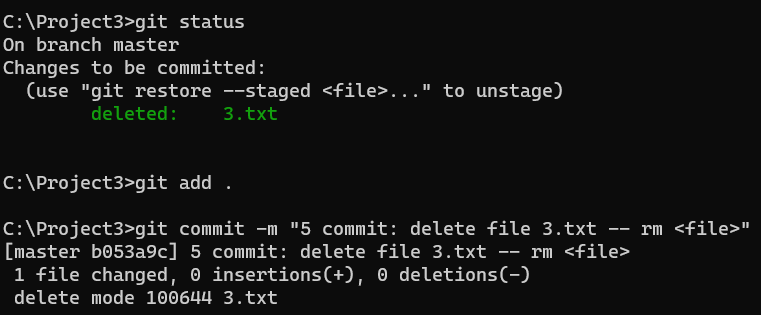 C:\Project3>git status
On branch master
Changes to be committed:
  (use "git restore --staged <file>..." to unstage)
        deleted:    3.txt
C:\Project3>git add .
C:\Project3>git commit -m "5 commit: delete file 3.txt -- rm <file>"
[master b053a9c] 5 commit: delete file 3.txt -- rm <file>
 1 file changed, 0 insertions(+), 0 deletions(-)
 delete mode 100644 3.txt